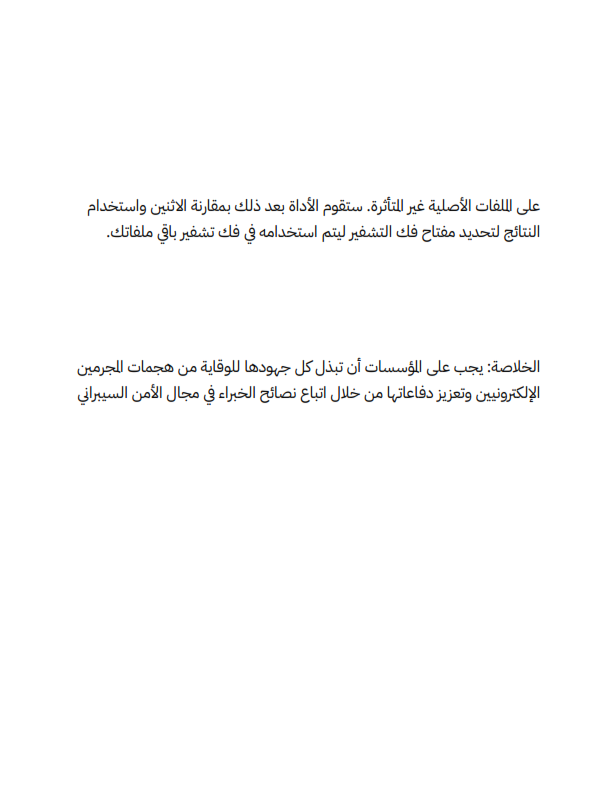 على الملفات الأصلية غير المتأثرة. ستقوم الأداة بعد ذلك بمقارنة الاثنين واستخدام
النتائج لتحديد مفتاح فك التشفير ليتم استخدامه في فك تشفير باقي ملفاتك.
الخلاصة: يجب على المؤسسات أن تبذل كل جهودها للوقاية من هجمات المجرمين
الإلكترونيين وتعزيز دفاعاتها من خلال اتباع نصائح الخبراء في مجال الأمن السيبراني